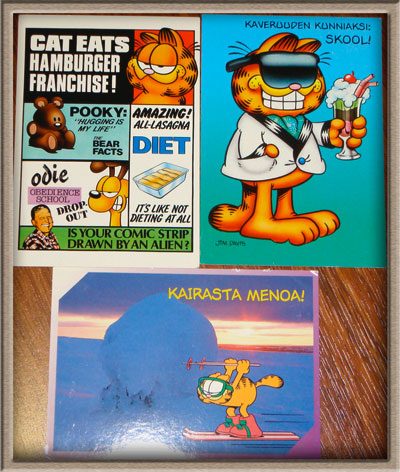 CAT EATS
HAMBURGER
FRANCHISE!
POOKY:
"HUGGING IS
MY LIFE"
THE
BEAR
FACTS
AMAZING!
ALL-LASAGNA
DIET
IT'S LIKE NOT
DIETING AT ALL
odie
OBEDIENCE
SCHOOL
DROP
OUT
IS YOUR COMIC STRIP
DRAWN BY AN ALIEN?
KAVERUUDEN KUNNIAKSI:
SKOOL!
JIM DAVIS
KAIRASTA MENOA!